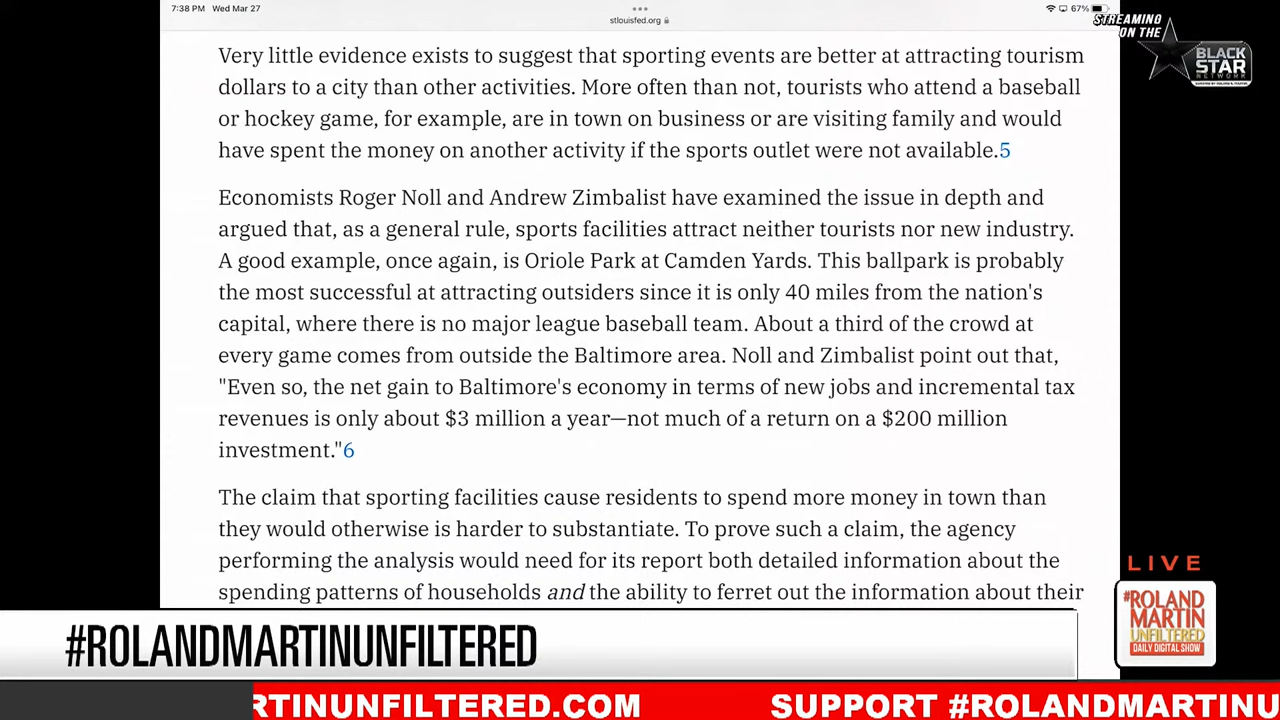 7:38 PM Wed Mar 27
67%
stlouisfed.org
STREAMING
ON THE
BLACK
STAR
NETWORK
Very little evidence exists to suggest that sporting events are better at attracting tourism
dollars to a city than other activities. More often than not, tourists who attend a baseball
or hockey game, for example, are in town on business or are visiting family and would
have spent the money on another activity if the sports outlet were not available.5
Economists Roger Noll and Andrew Zimbalist have examined the issue in depth and
argued that, as a general rule, sports facilities attract neither tourists nor new industry.
A good example, once again, is Oriole Park at Camden Yards. This ballpark is probably
the most successful at attracting outsiders since it is only 40 miles from the nation's
capital, where there is no major league baseball team. About a third of the crowd at
every game comes from outside the Baltimore area. Noll and Zimbalist point out that,
"Even so, the net gain to Baltimore's economy in terms of new jobs and incremental tax
revenues is only about $3 million a year—not much of a return on a $200 million
investment."6
The claim that sporting facilities cause residents to spend more money in town than
they would otherwise is harder to substantiate. To prove such a claim, the agency
performing the analysis would need for its report both detailed information about the
spending patterns of households and the ability to ferret out the information about their
LIVE
#ROLAND
MARTIN
UNFILTERED
DAILY DIGITAL SHOW
#ROLANDMARTINUNFILTERED
RTINUNFILTERED.COM SUPPORT #ROLANDMARTINU